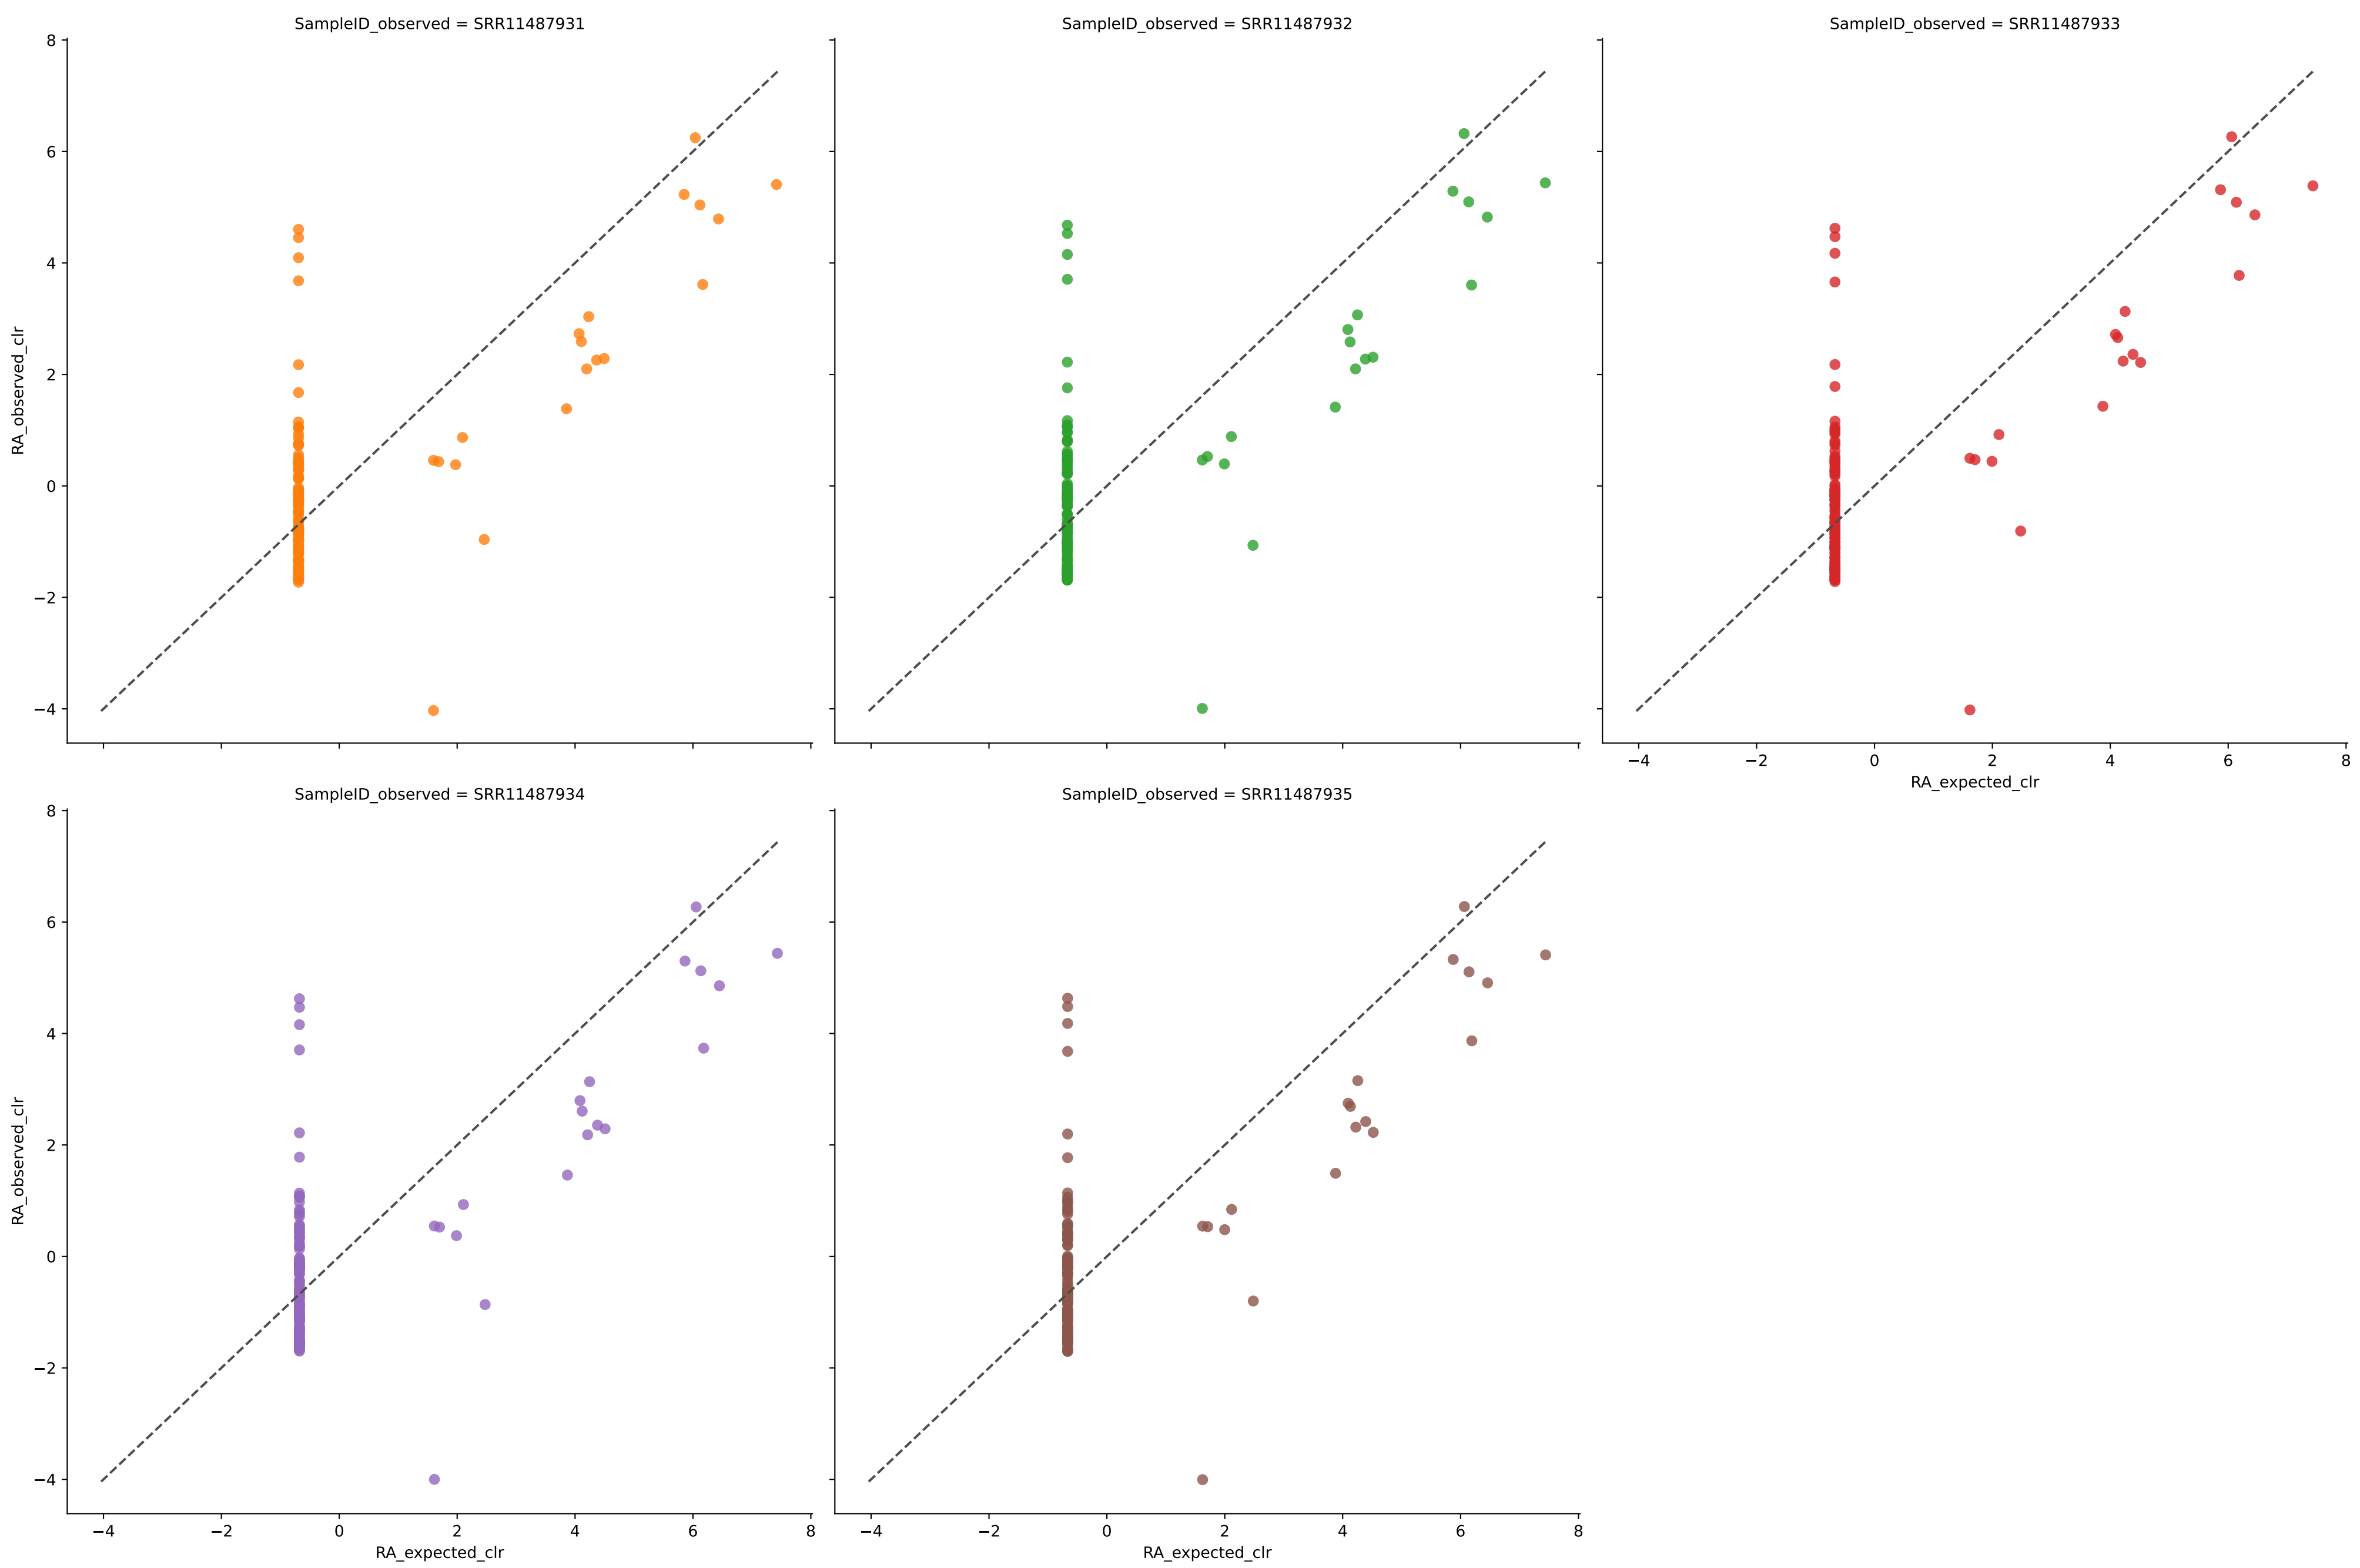 SampleID_observed = SRR11487931
SampleID_observed = SRR11487932
SampleID_observed = SRR11487933
8
6
4
2
0
−2
−4
RA_observed_clr
−4 −2 0 2 4 6 8
RA_expected_clr
SampleID_observed = SRR11487934
SampleID_observed = SRR11487935
8
6
4
2
0
−2
−4
RA_observed_clr
−4 −2 0 2 4 6 8
−4 −2 0 2 4 6 8
RA_expected_clr
RA_expected_clr